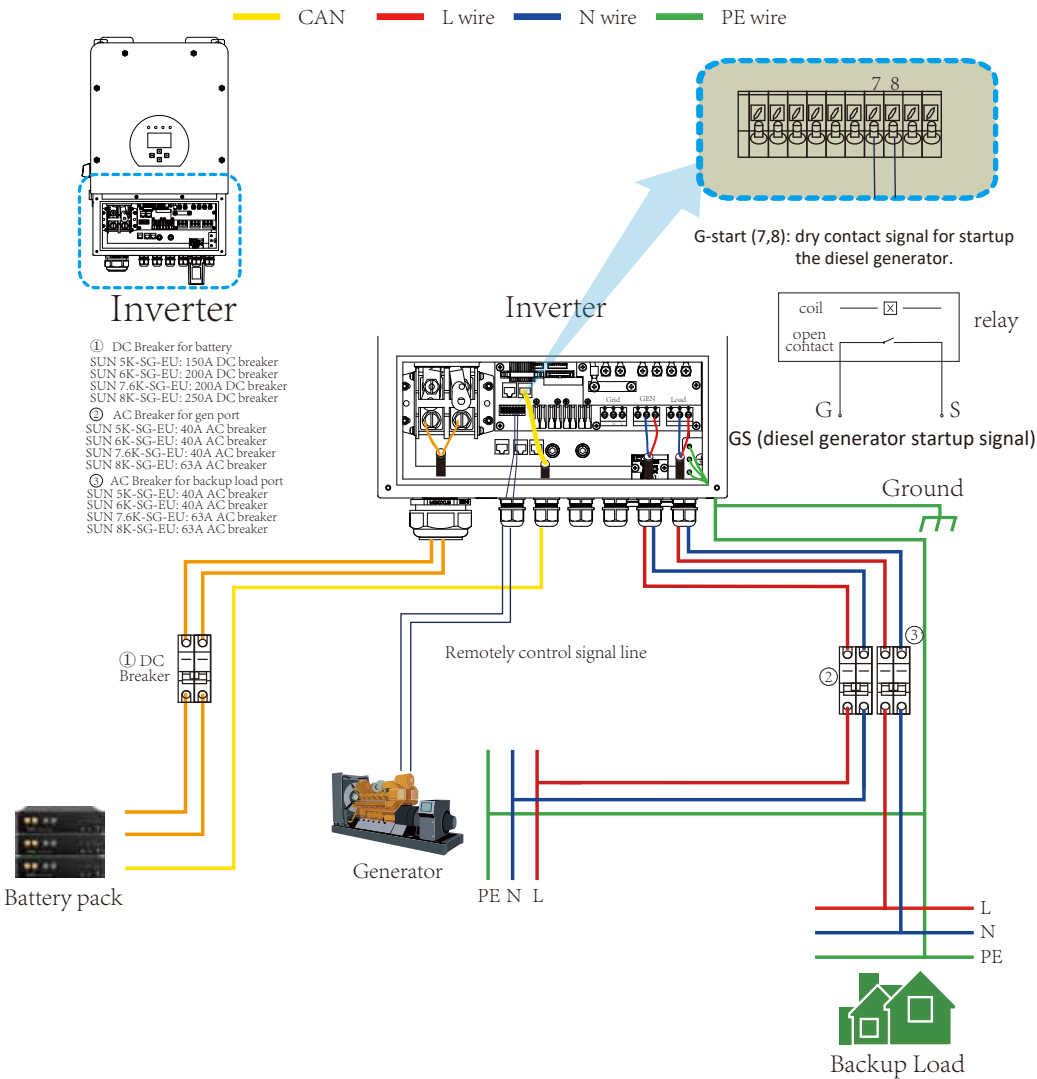 CAN L wire N wire PE wire
7 8
G-start (7,8): dry contact signal for startup
the diesel generator.
Inverter
Inverter
coil
open
contact
relay
G S
GS (diesel generator startup signal)
① DC Breaker for battery
SUN 5K-SG-EU: 150A DC breaker
SUN 6K-SG-EU: 200A DC breaker
SUN 7.6K-SG-EU: 200A DC breaker
SUN 8K-SG-EU: 250A DC breaker
② AC Breaker for gen port
SUN 5K-SG-EU: 40A AC breaker
SUN 6K-SG-EU: 40A AC breaker
SUN 7.6K-SG-EU: 40A AC breaker
SUN 8K-SG-EU: 63A AC breaker
③ AC Breaker for backup load port
SUN 5K-SG-EU: 40A AC breaker
SUN 6K-SG-EU: 40A AC breaker
SUN 7.6K-SG-EU: 63A AC breaker
SUN 8K-SG-EU: 63A AC breaker
Grid GEN Load
Ground
① DC
Breaker
Remotely control signal line
②
③
Battery pack
Generator
PE N L
L
N
PE
Backup Load